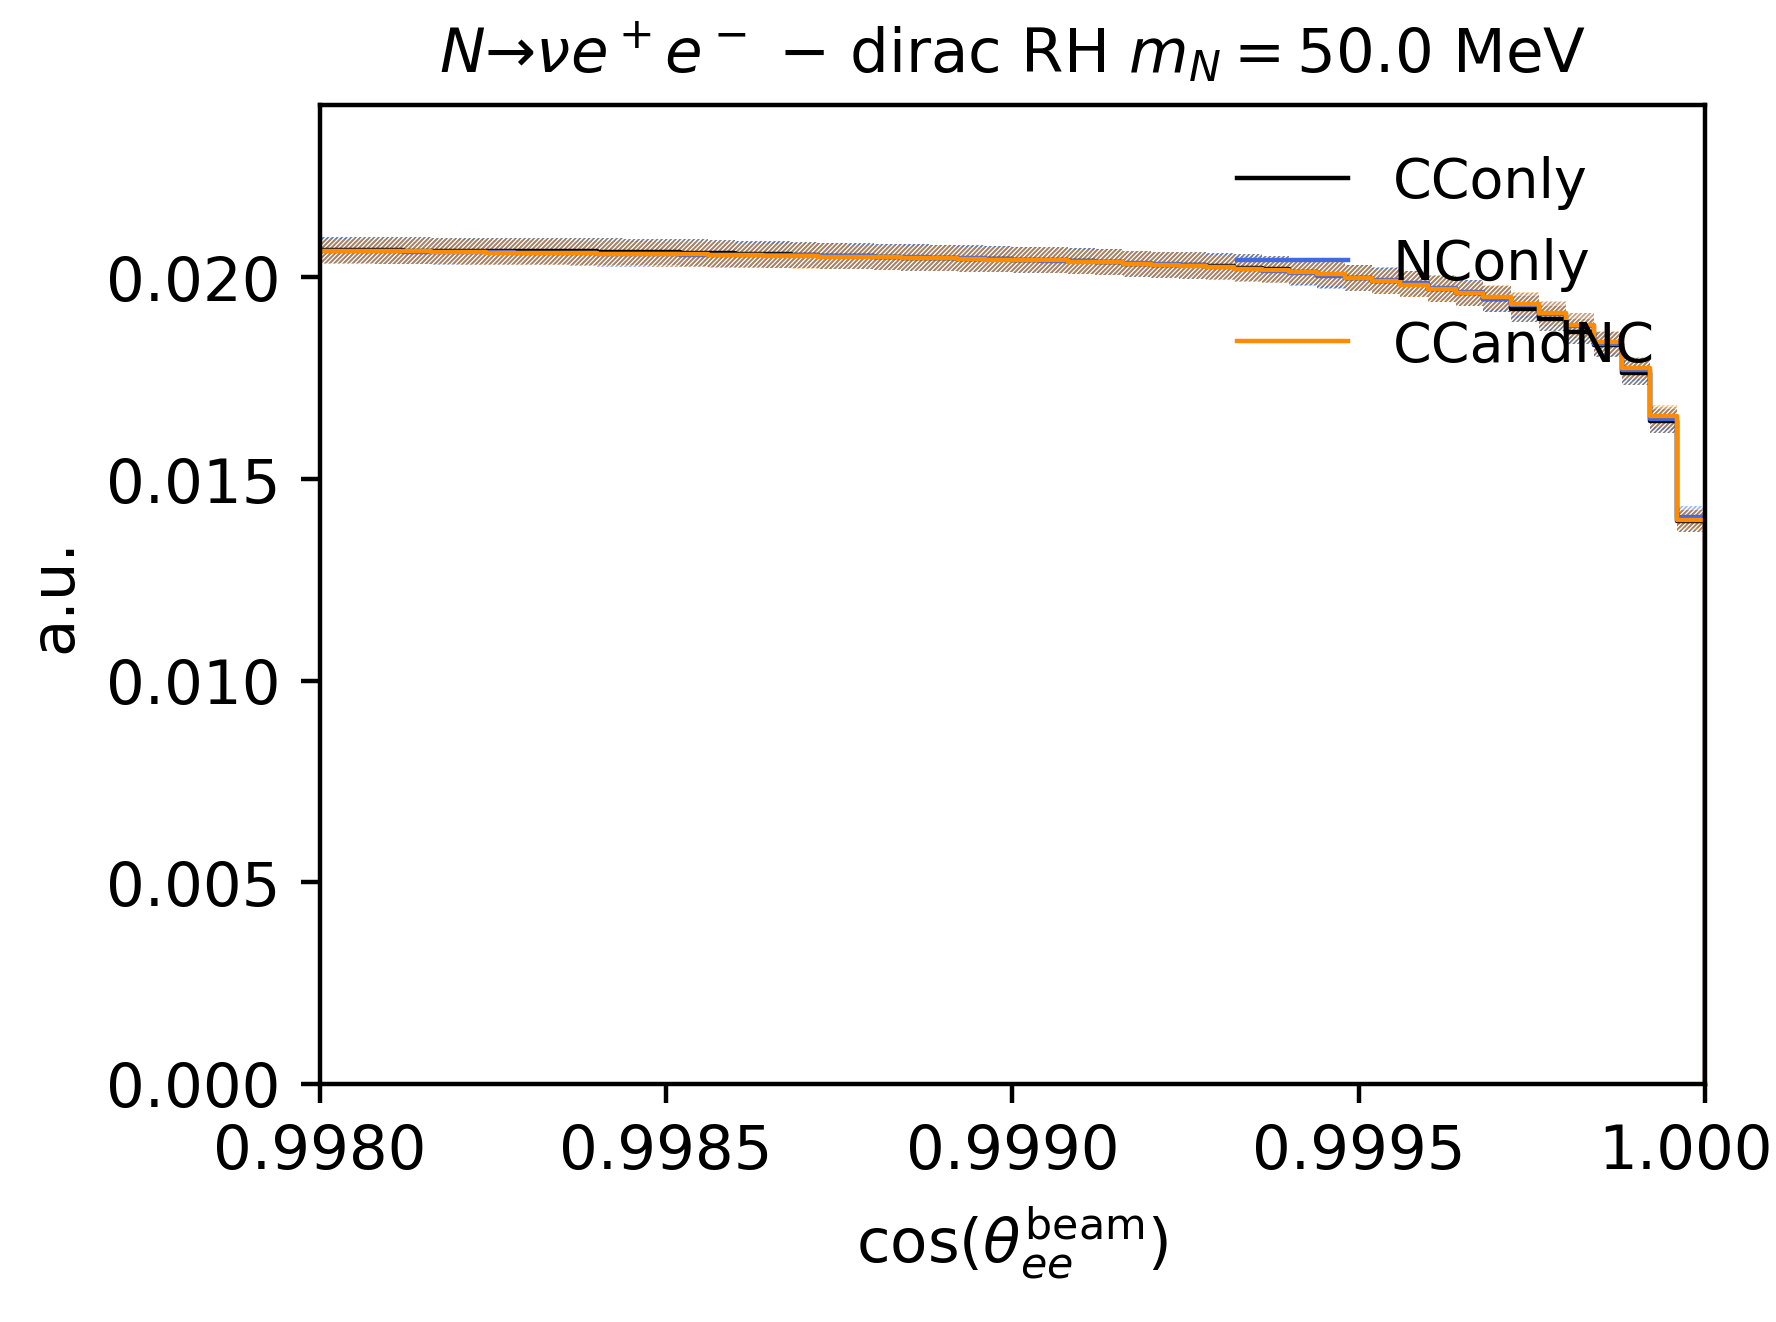 N→νe⁺e⁻ − dirac RH m_N = 50.0 MeV
CConly
NConly
CCandNC
0.020
0.015
0.010
0.005
0.000
a.u.
0.9980 0.9985 0.9990 0.9995 1.000
cos(θ_ee^beam)